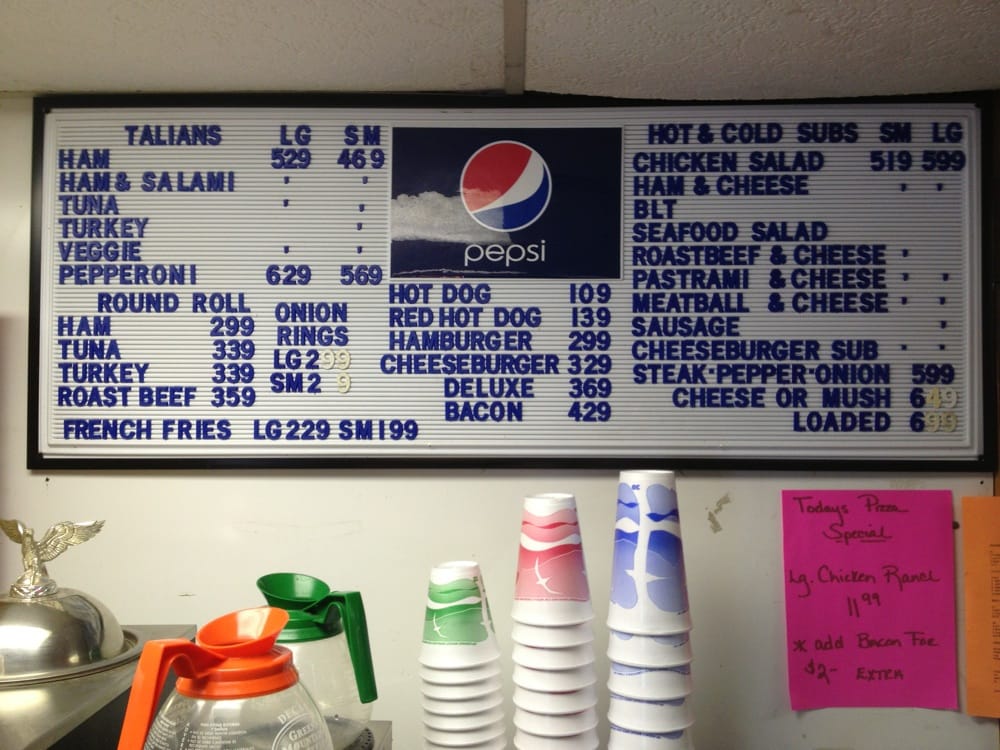 TALIANS LG SM
HAM 529 469
HAM & SALAMI " "
TUNA " "
TURKEY "
VEGGIE " "
PEPPERONI 629 569
ROUND ROLL
HAM 299
TUNA 339
TURKEY 339
ROAST BEEF 359
ONION
RINGS
LG 2 99
SM 2 9
FRENCH FRIES LG 229 SM 199
pepsi
HOT DOG 109
RED HOT DOG 139
HAMBURGER 299
CHEESEBURGER 329
DELUXE 369
BACON 429
HOT & COLD SUBS SM LG
CHICKEN SALAD 519 599
HAM & CHEESE " "
BLT
SEAFOOD SALAD
ROASTBEEF & CHEESE "
PASTRAMI & CHEESE " "
MEATBALL & CHEESE " "
SAUSAGE "
CHEESEBURGER SUB " "
STEAK·PEPPER·ONION 599
CHEESE OR MUSH 649
LOADED 699
Todays Pizza
Special
Lg. Chicken Ranch
11 99
* add Bacon For
$2- EXTRA
DECAF
GREEN
MOUNTAIN